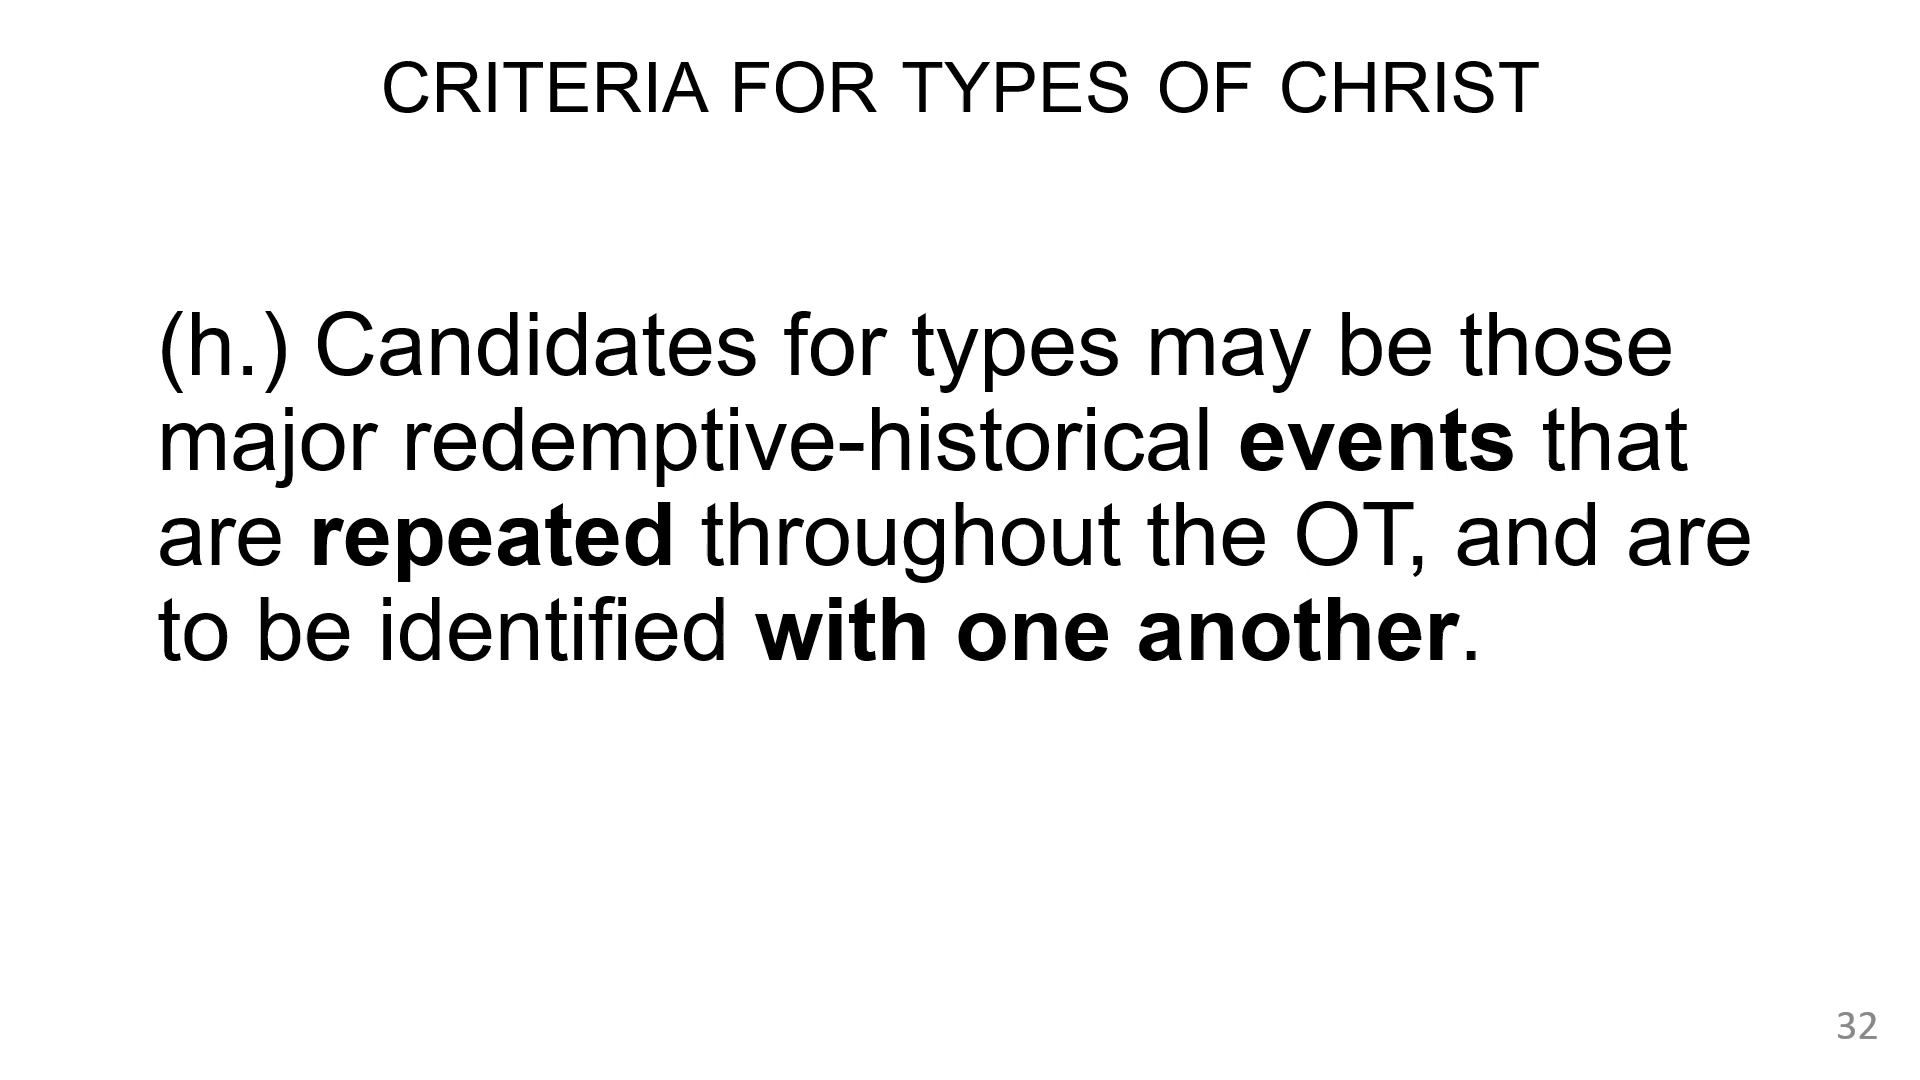 CRITERIA FOR TYPES OF CHRIST
(h.) Candidates for types may be those
major redemptive-historical events that
are repeated throughout the OT, and are
to be identified with one another.
32